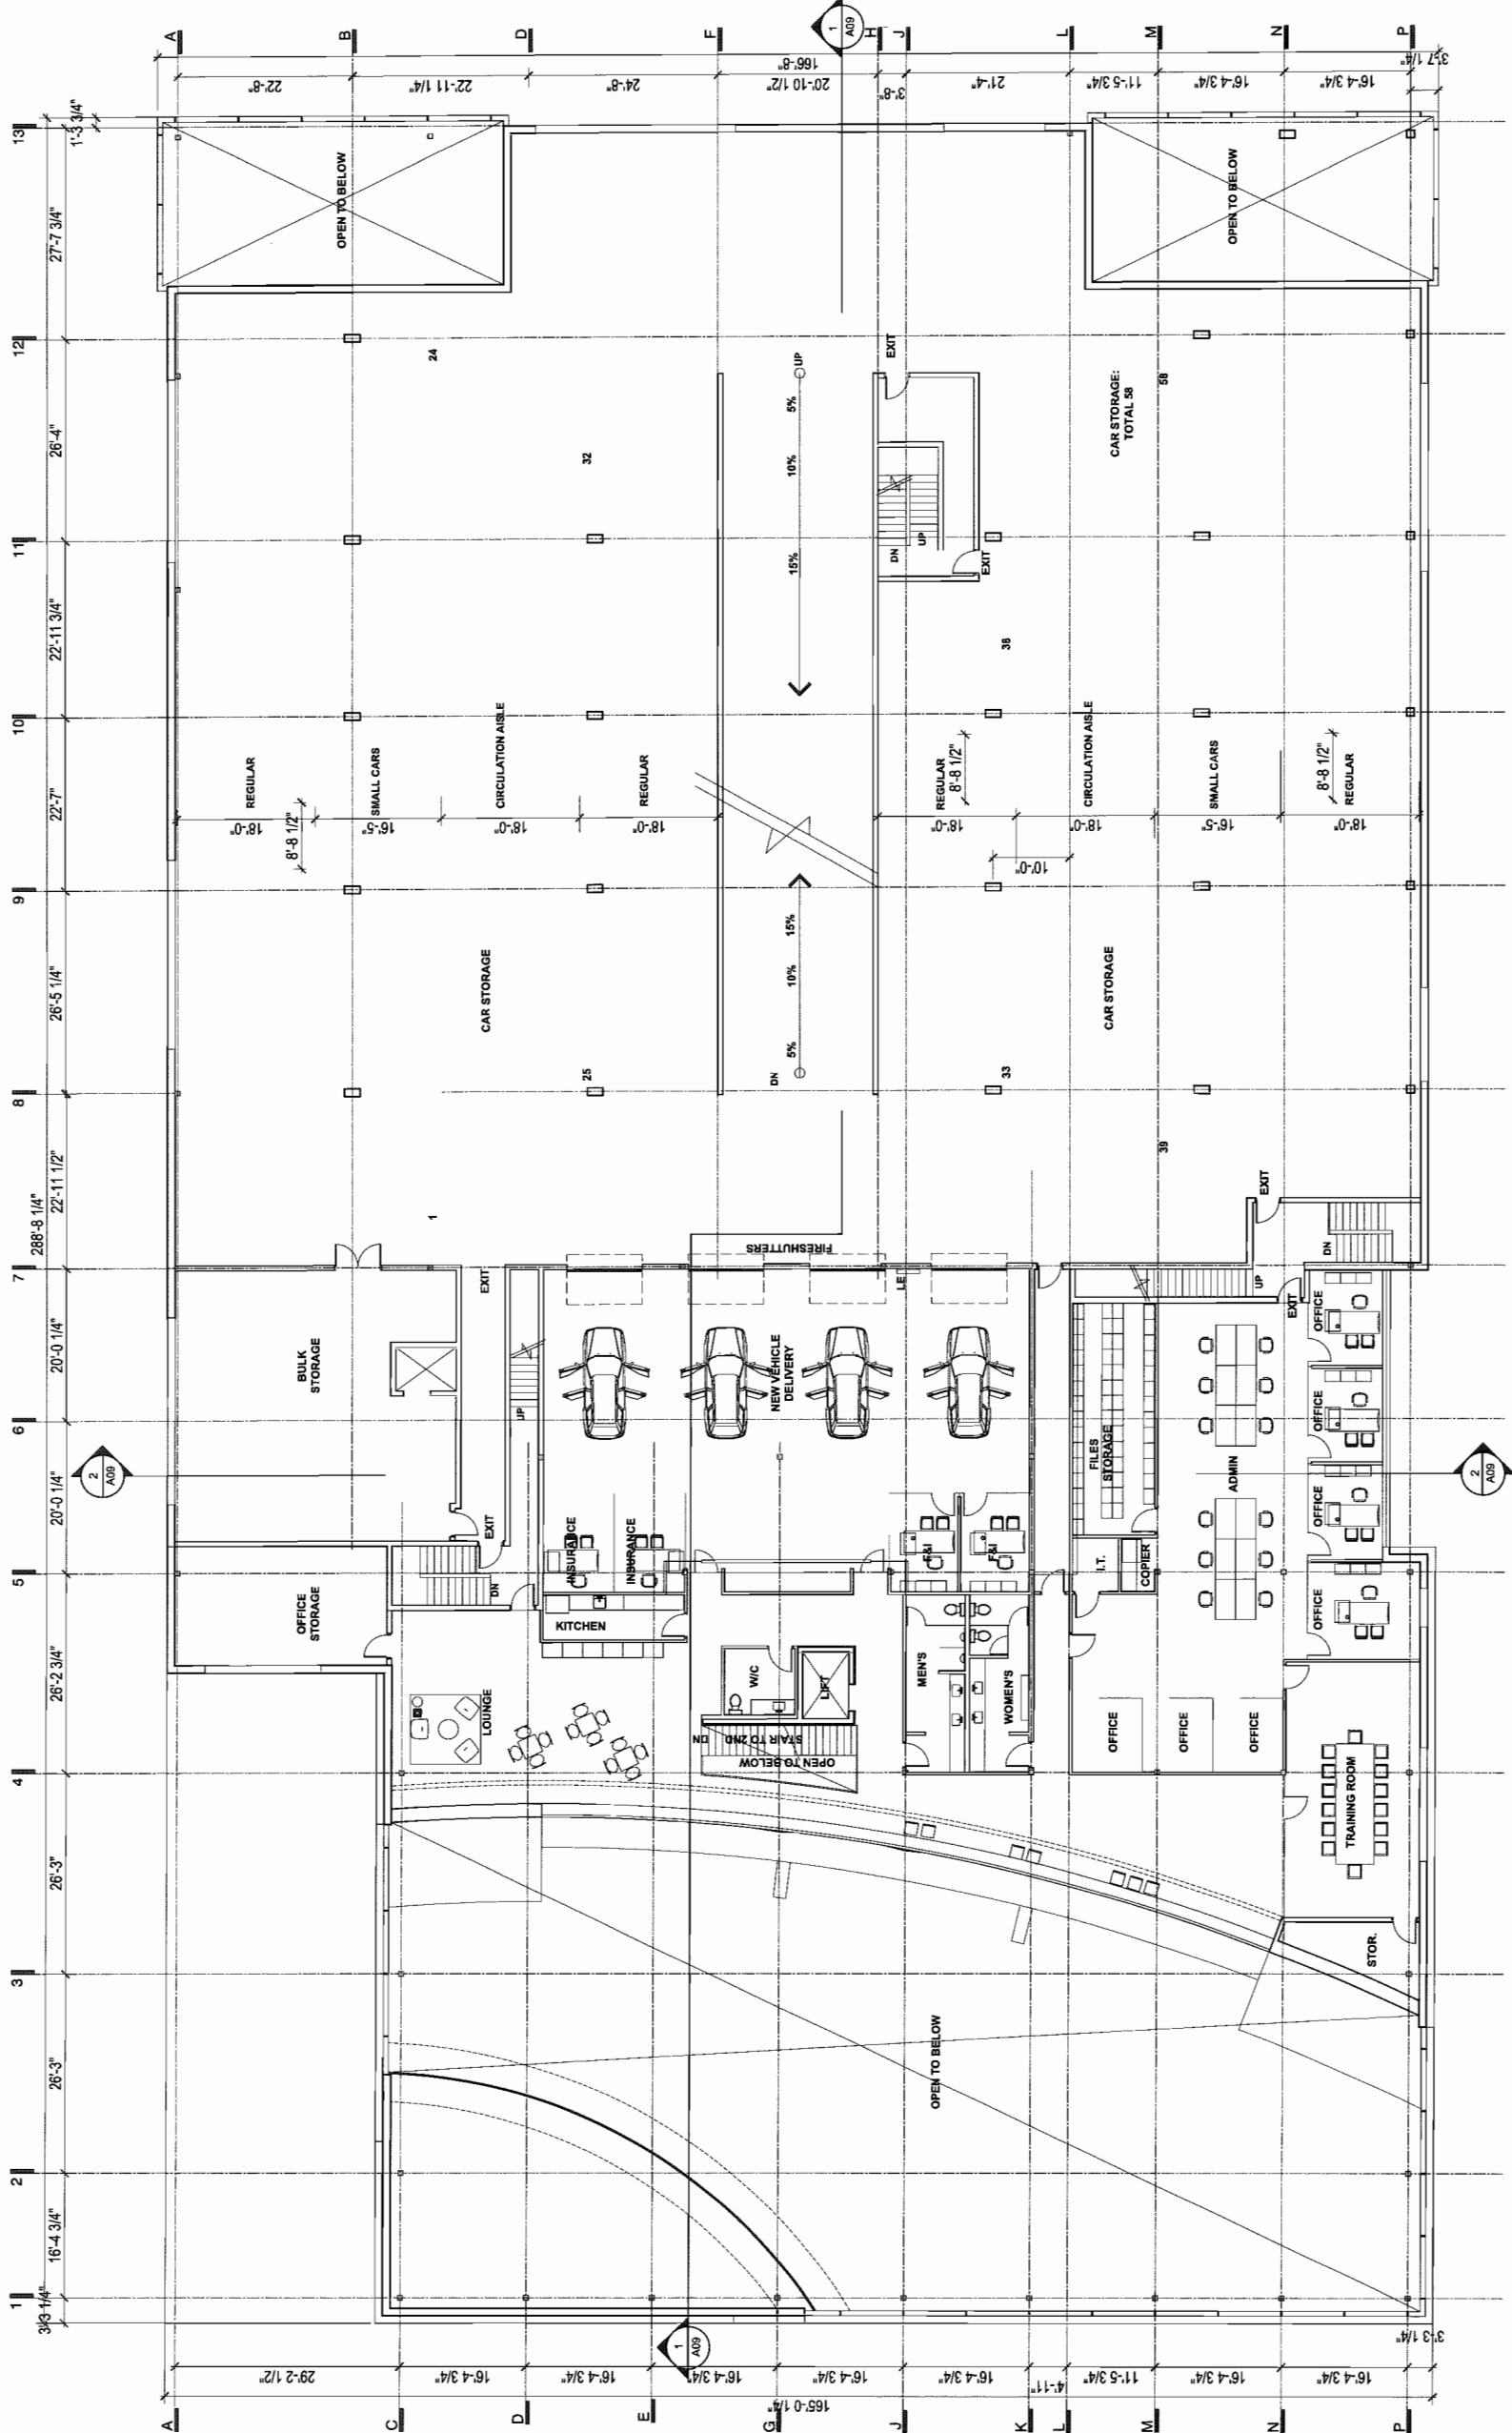 A
B
D
F
H
J
L
M
N
P
1
A09
166'-8"
22'-8"
22'-11 1/4"
24'-8"
20'-10 1/2"
3'-8"
21'-4"
11'-5 3/4"
16'-4 3/4"
16'-4 3/4"
3'-7 1/4"
13
1'-3 3/4"
27'-7 3/4"
OPEN TO BELOW
OPEN TO BELOW
12
24
UP
EXIT
26'-4"
5%
CAR STORAGE:
TOTAL 58
58
32
10%
11
15%
DN
UP
EXIT
22'-11 3/4"
38
10
REGULAR
SMALL CARS
CIRCULATION AISLE
REGULAR
REGULAR
8'-8 1/2"
CIRCULATION AISLE
SMALL CARS
8'-8 1/2"
REGULAR
22'-7"
18'-0"
8'-8 1/2"
16'-5"
18'-0"
18'-0"
18'-0"
18'-0"
16'-5"
18'-0"
10'-0"
9
15%
26'-5 1/4"
CAR STORAGE
10%
CAR STORAGE
5%
8
25
DN
33
39
288'-8 1/4"
22'-11 1/2"
1
FIRESHUTTERS
EXIT
DN
7
EXIT
LE
UP
EXIT
OFFICE
20'-0 1/4"
BULK
STORAGE
UP
NEW VEHICLE
DELIVERY
6
2
A09
FILES
STORAGE
ADMIN
OFFICE
2
A09
20'-0 1/4"
EXIT
INSURANCE
INSURANCE
F&I
F&I
I.T.
COPIER
OFFICE
5
DN
OFFICE
STORAGE
KITCHEN
OFFICE
26'-2 3/4"
LOUNGE
W/C
LIFT
MEN'S
WOMEN'S
OFFICE
OFFICE
OFFICE
DN
STAIR TO 2ND
OPEN TO BELOW
4
TRAINING ROOM
26'-3"
STOR.
3
26'-3"
OPEN TO BELOW
2
16'-4 3/4"
1
3'-3 1/4"
1
A09
3'-3 1/4"
29'-2 1/2"
16'-4 3/4"
16'-4 3/4"
16'-4 3/4"
16'-4 3/4"
16'-4 3/4"
4'-11"
11'-5 3/4"
16'-4 3/4"
16'-4 3/4"
165'-0 1/4"
A
C
D
E
G
J
K
L
M
N
P